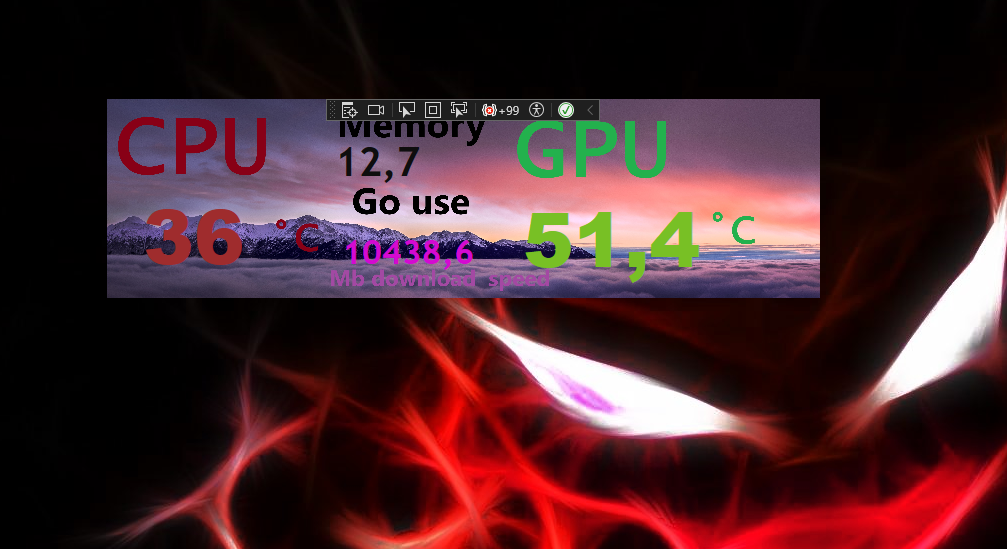 +99
CPU
Memory
GPU
12,7
Go use
36 °C
51,4 °C
10438,6
Mb download speed